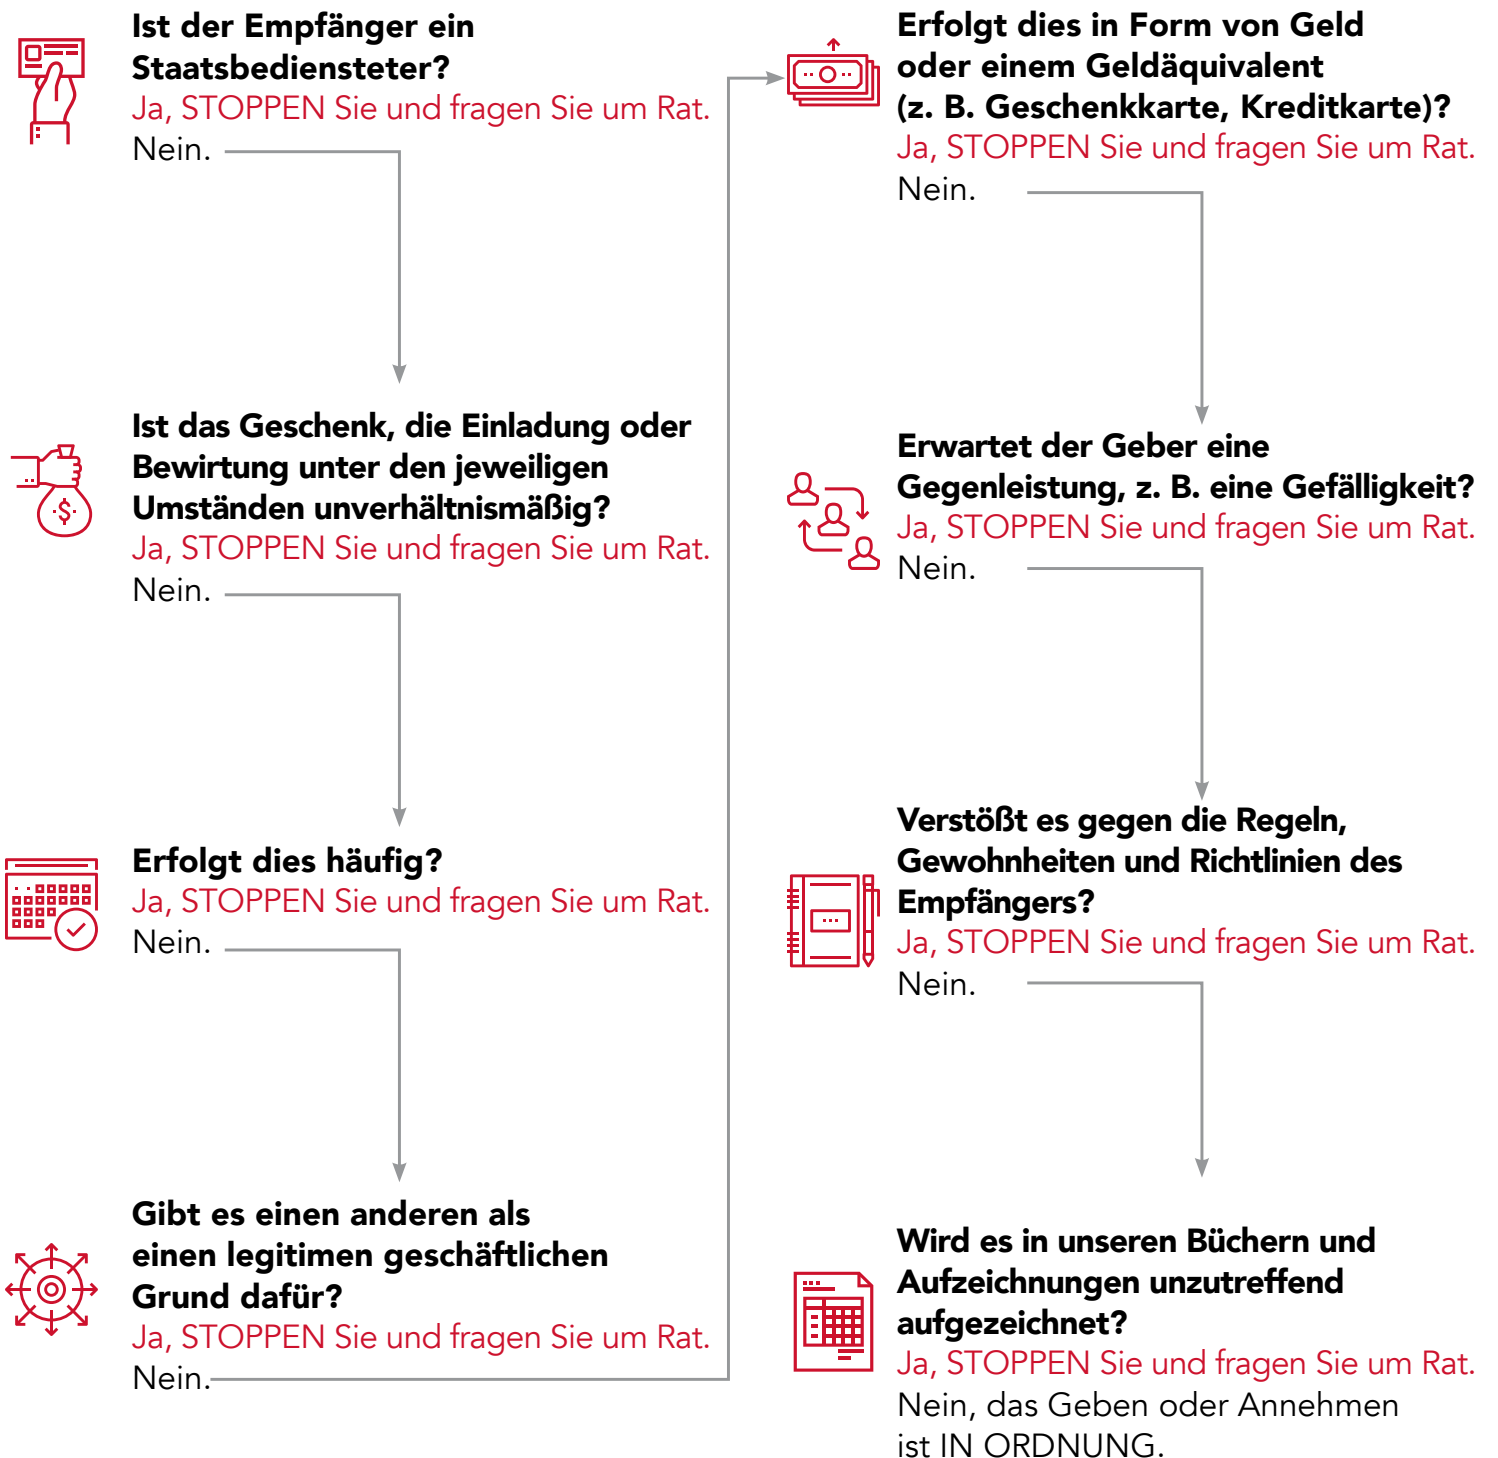 Ist der Empfänger ein
Staatsbediensteter?
Ja, STOPPEN Sie und fragen Sie um Rat.
Nein.
Ist das Geschenk, die Einladung oder
Bewirtung unter den jeweiligen
Umständen unverhältnismäßig?
Ja, STOPPEN Sie und fragen Sie um Rat.
Nein.
Erfolgt dies häufig?
Ja, STOPPEN Sie und fragen Sie um Rat.
Nein.
Gibt es einen anderen als
einen legitimen geschäftlichen
Grund dafür?
Ja, STOPPEN Sie und fragen Sie um Rat.
Nein.
Erfolgt dies in Form von Geld
oder einem Geldäquivalent
(z. B. Geschenkkarte, Kreditkarte)?
Ja, STOPPEN Sie und fragen Sie um Rat.
Nein.
Erwartet der Geber eine
Gegenleistung, z. B. eine Gefälligkeit?
Ja, STOPPEN Sie und fragen Sie um Rat.
Nein.
Verstößt es gegen die Regeln,
Gewohnheiten und Richtlinien des
Empfängers?
Ja, STOPPEN Sie und fragen Sie um Rat.
Nein.
Wird es in unseren Büchern und
Aufzeichnungen unzutreffend
aufgezeichnet?
Ja, STOPPEN Sie und fragen Sie um Rat.
Nein, das Geben oder Annehmen
ist IN ORDNUNG.